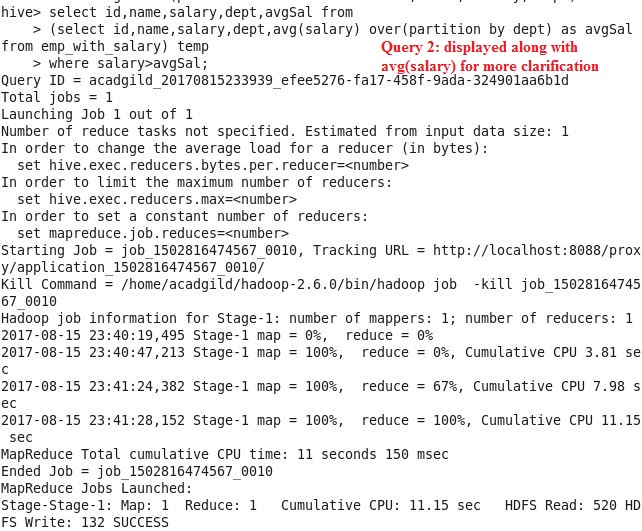 hive> select id,name,salary,dept,avgSal from
    > (select id,name,salary,dept,avg(salary) over(partition by dept) as avgSal
from emp_with_salary) temp
    > where salary>avgSal;
Query 2: displayed along with
avg(salary) for more clarification
Query ID = acadgild_20170815233939_efee5276-fa17-458f-9ada-324901aa6b1d
Total jobs = 1
Launching Job 1 out of 1
Number of reduce tasks not specified. Estimated from input data size: 1
In order to change the average load for a reducer (in bytes):
  set hive.exec.reducers.bytes.per.reducer=<number>
In order to limit the maximum number of reducers:
  set hive.exec.reducers.max=<number>
In order to set a constant number of reducers:
  set mapreduce.job.reduces=<number>
Starting Job = job_1502816474567_0010, Tracking URL = http://localhost:8088/prox
y/application_1502816474567_0010/
Kill Command = /home/acadgild/hadoop-2.6.0/bin/hadoop job  -kill job_15028164745
67_0010
Hadoop job information for Stage-1: number of mappers: 1; number of reducers: 1
2017-08-15 23:40:19,495 Stage-1 map = 0%,  reduce = 0%
2017-08-15 23:40:47,213 Stage-1 map = 100%,  reduce = 0%, Cumulative CPU 3.81 se
c
2017-08-15 23:41:24,382 Stage-1 map = 100%,  reduce = 67%, Cumulative CPU 7.98 s
ec
2017-08-15 23:41:28,152 Stage-1 map = 100%,  reduce = 100%, Cumulative CPU 11.15
 sec
MapReduce Total cumulative CPU time: 11 seconds 150 msec
Ended Job = job_1502816474567_0010
MapReduce Jobs Launched:
Stage-Stage-1: Map: 1  Reduce: 1   Cumulative CPU: 11.15 sec   HDFS Read: 520 HD
FS Write: 132 SUCCESS